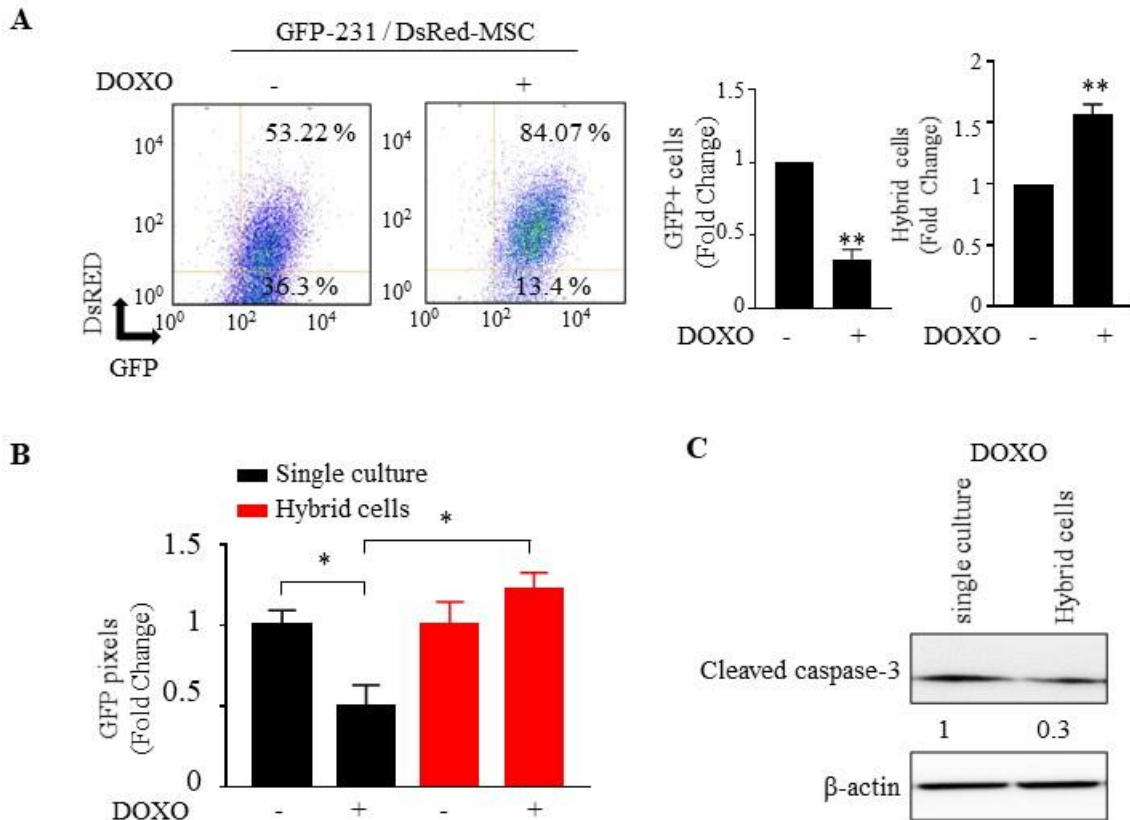 A
GFP-231 / DsRed-MSC
DOXO - +
53.22 %
84.07 %
36.3 %
13.4 %
10⁴
10²
10⁰
10⁰ 10² 10⁴
10⁴
10²
10⁰
10⁰ 10² 10⁴
DsRED
GFP
GFP+ cells
(Fold Change)
1.5
1
0.5
0
**
DOXO - +
Hybrid cells
(Fold Change)
2
1.5
1
0.5
0
**
DOXO - +
B
Single culture
Hybrid cells
GFP pixels
(Fold Change)
1.5
1
0.5
0
*
*
DOXO - + - +
C
DOXO
single culture
Hybrid cells
Cleaved caspase-3
1 0.3
β-actin